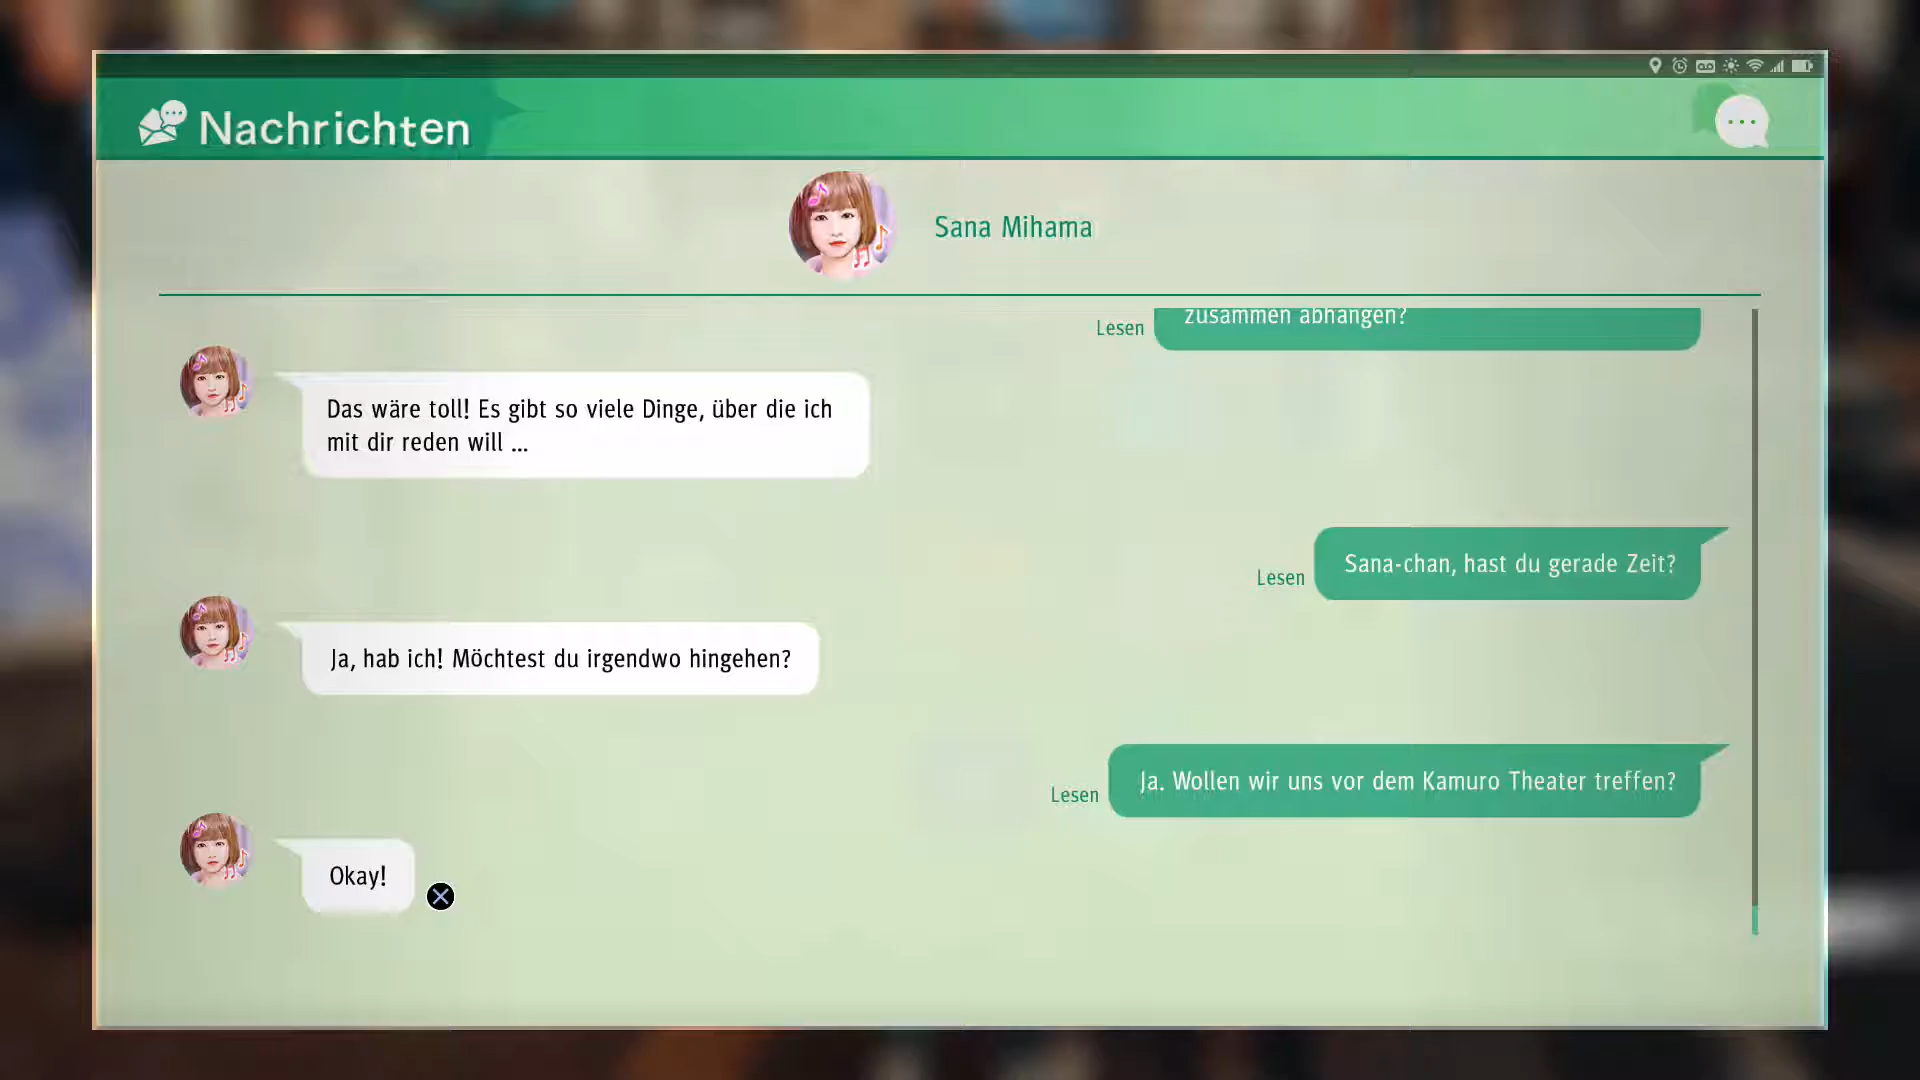 Nachrichten
Sana Mihama
zusammen abhängen?
Lesen
Das wäre toll! Es gibt so viele Dinge, über die ich
mit dir reden will ...
Sana-chan, hast du gerade Zeit?
Lesen
Ja, hab ich! Möchtest du irgendwo hingehen?
Ja. Wollen wir uns vor dem Kamuro Theater treffen?
Lesen
Okay!